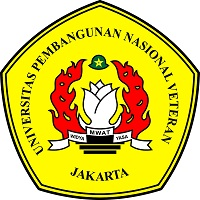 UNIVERSITAS PEMBANGUNAN NASIONAL VETERAN
WIDYA MWAT YASA
JAKARTA